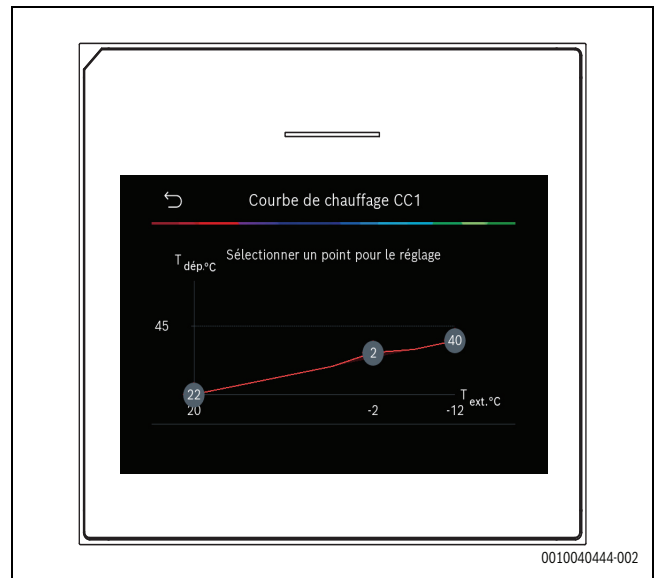 Courbe de chauffage CC1
Sélectionner un point pour le réglage
T dép.°C
45
40
2
22
T ext.°C
20
-2
-12
0010040444-002